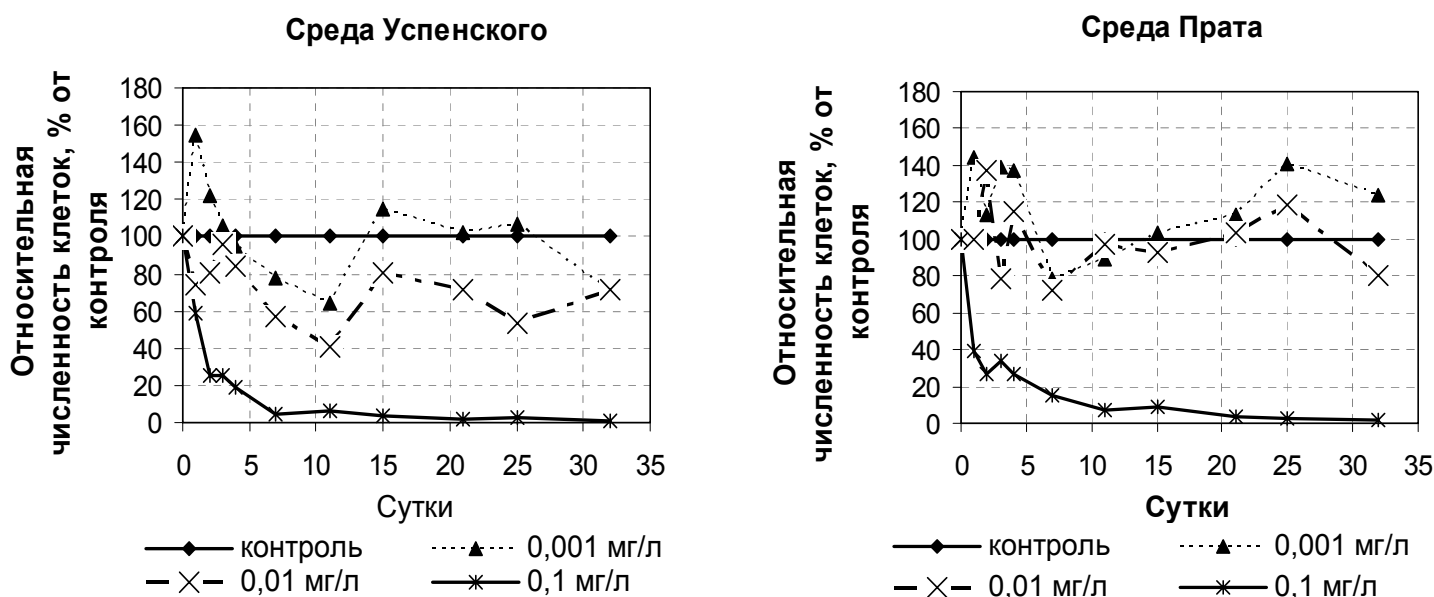 Среда Успенского
Относительная
численность клеток, % от
контроля
180
160
140
120
100
80
60
40
20
0
0 5 10 15 20 25 30 35
Сутки
контроль 0,001 мг/л
0,01 мг/л 0,1 мг/л
Среда Прата
Относительная
численность клеток, % от
контроля
180
160
140
120
100
80
60
40
20
0
0 5 10 15 20 25 30 35
Сутки
контроль 0,001 мг/л
0,01 мг/л 0,1 мг/л